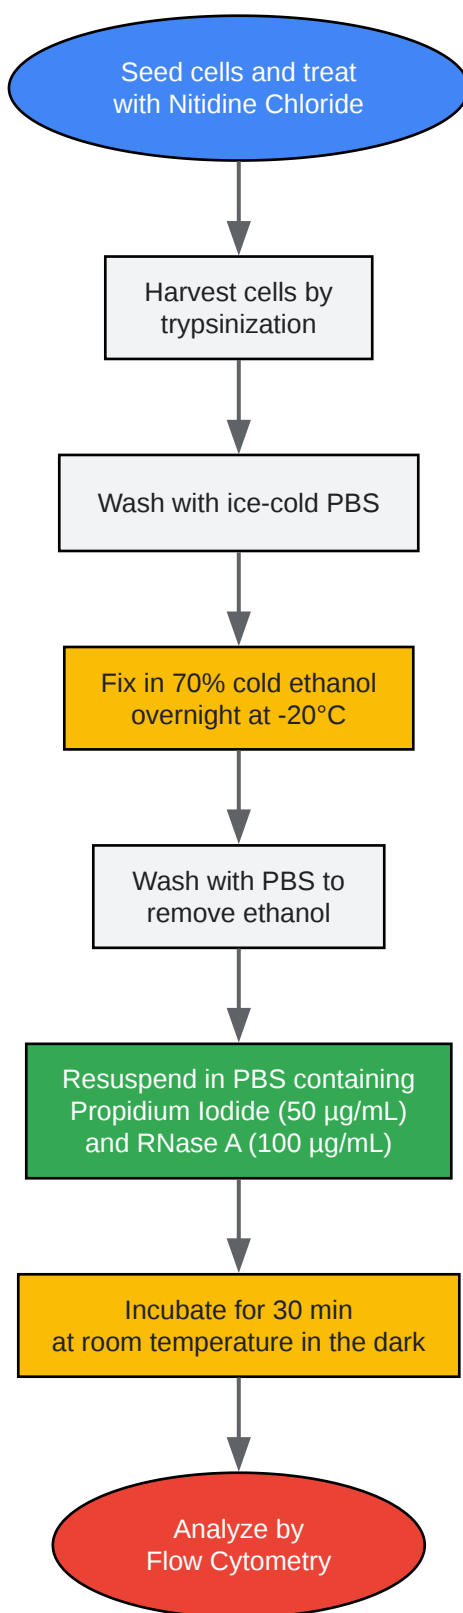 Seed cells and treat
with Nitidine Chloride
Harvest cells by
trypsinization
Wash with ice-cold PBS
Fix in 70% cold ethanol
overnight at -20°C
Wash with PBS to
remove ethanol
Resuspend in PBS containing
Propidium Iodide (50 µg/mL)
and RNase A (100 µg/mL)
Incubate for 30 min
at room temperature in the dark
Analyze by
Flow Cytometry